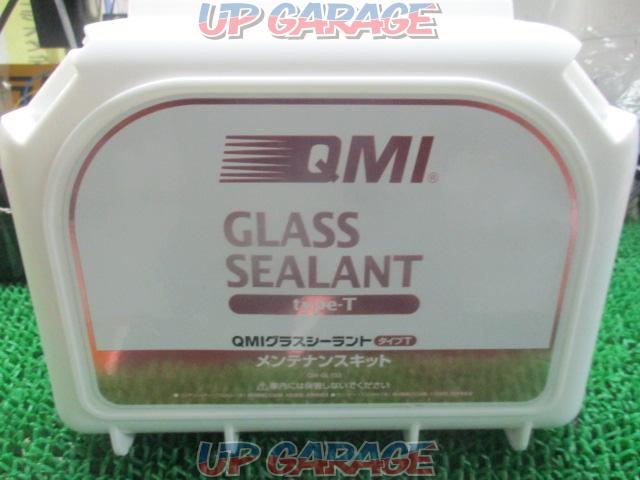 UP GARAGE
QMI®
GLASS
SEALANT
type-T
QMIグラスシーラント タイプT
メンテナンスキット
⚠車内には保管しないでください
UP GARAGE